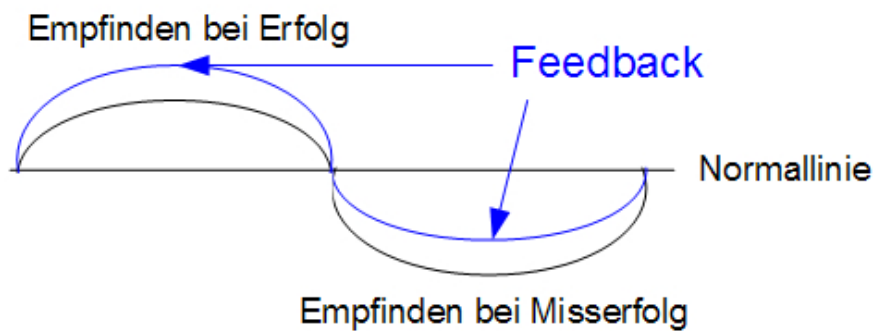 Empfinden bei Erfolg
Feedback
Normallinie
Empfinden bei Misserfolg